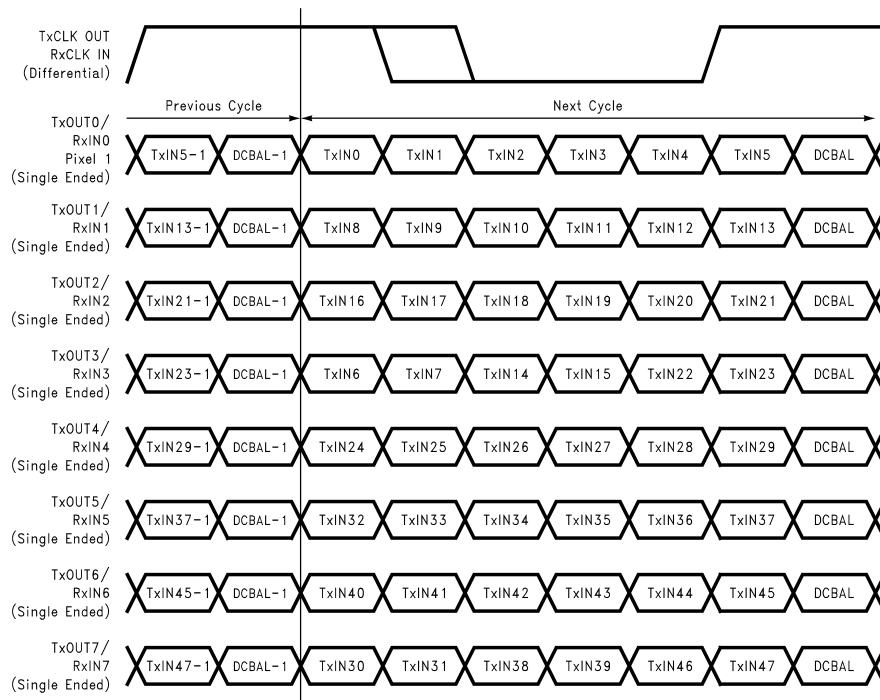 TxCLK OUT
RxCLK IN
(Differential)
Previous Cycle
Next Cycle
TxOUT0/
RxIN0
Pixel 1
(Single Ended)
TxIN5-1 DCBAL-1 TxIN0 TxIN1 TxIN2 TxIN3 TxIN4 TxIN5 DCBAL
TxOUT1/
RxIN1
(Single Ended)
TxIN13-1 DCBAL-1 TxIN8 TxIN9 TxIN10 TxIN11 TxIN12 TxIN13 DCBAL
TxOUT2/
RxIN2
(Single Ended)
TxIN21-1 DCBAL-1 TxIN16 TxIN17 TxIN18 TxIN19 TxIN20 TxIN21 DCBAL
TxOUT3/
RxIN3
(Single Ended)
TxIN23-1 DCBAL-1 TxIN6 TxIN7 TxIN14 TxIN15 TxIN22 TxIN23 DCBAL
TxOUT4/
RxIN4
(Single Ended)
TxIN29-1 DCBAL-1 TxIN24 TxIN25 TxIN26 TxIN27 TxIN28 TxIN29 DCBAL
TxOUT5/
RxIN5
(Single Ended)
TxIN37-1 DCBAL-1 TxIN32 TxIN33 TxIN34 TxIN35 TxIN36 TxIN37 DCBAL
TxOUT6/
RxIN6
(Single Ended)
TxIN45-1 DCBAL-1 TxIN40 TxIN41 TxIN42 TxIN43 TxIN44 TxIN45 DCBAL
TxOUT7/
RxIN7
(Single Ended)
TxIN47-1 DCBAL-1 TxIN30 TxIN31 TxIN38 TxIN39 TxIN46 TxIN47 DCBAL